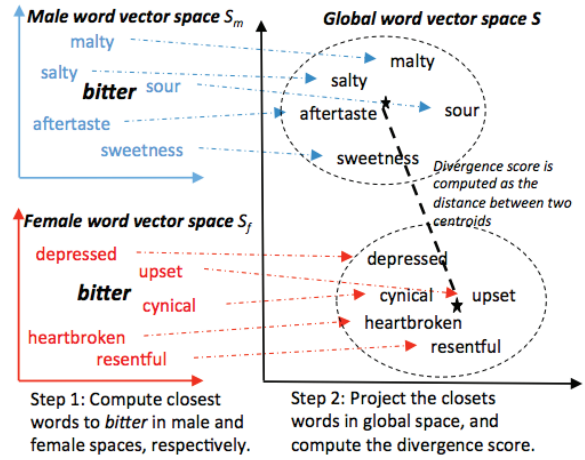 Male word vector space Sm
malty
salty
bitter
sour
aftertaste
sweetness
Female word vector space Sf
depressed
upset
bitter
cynical
heartbroken
resentful
Step 1: Compute closest
words to bitter in male and
female spaces, respectively.
Global word vector space S
malty
salty
aftertaste
sour
sweetness
Divergence score is
computed as the
distance between two
centroids
depressed
cynical
upset
heartbroken
resentful
Step 2: Project the closets
words in global space, and
compute the divergence score.